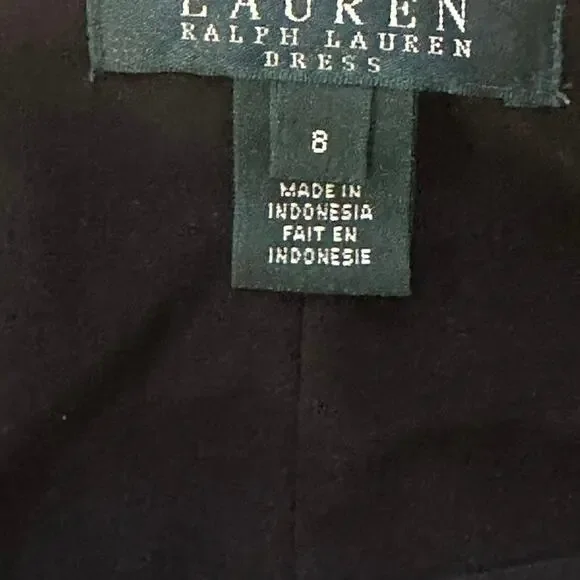 LAUREN
RALPH LAUREN
DRESS
8
MADE IN
INDONESIA
FAIT EN
INDONESIE